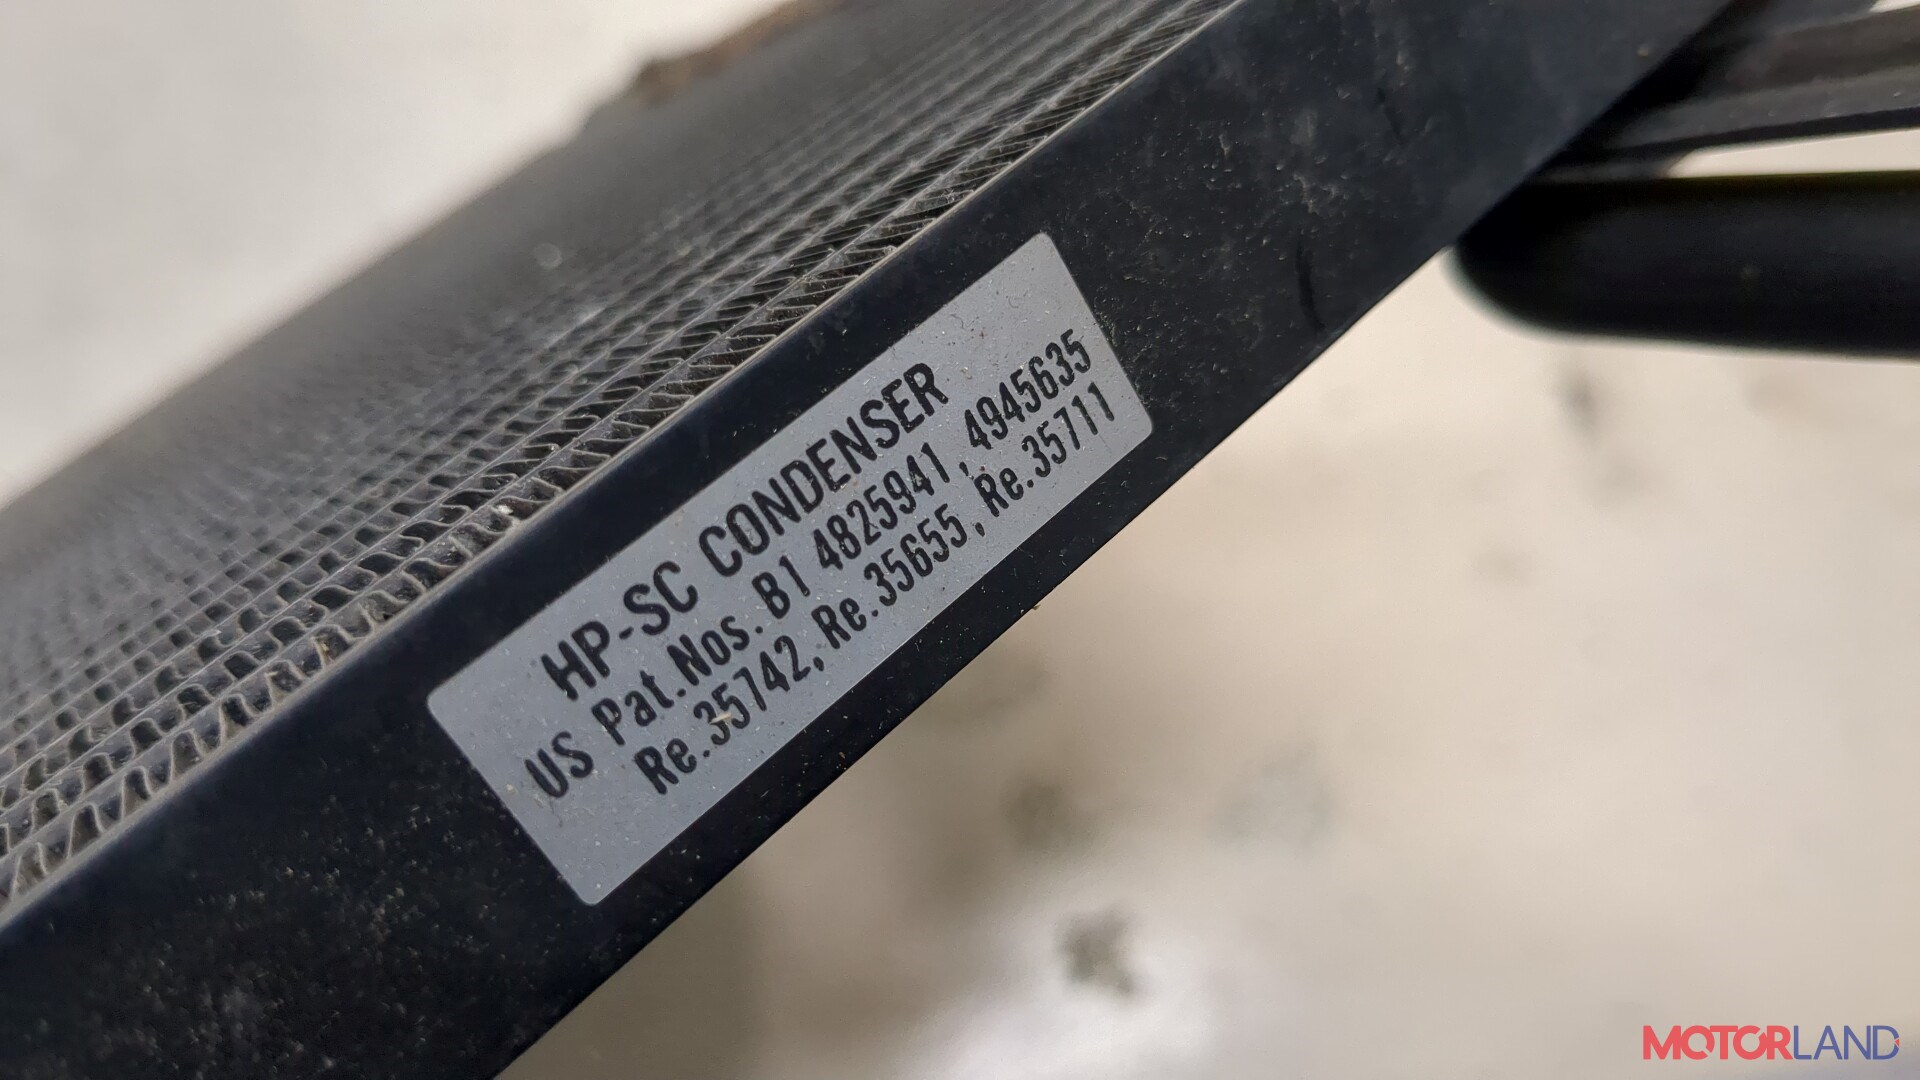 HP-SC CONDENSER
US Pat.Nos.B1 4825941, 4945635
Re.35742, Re.35655, Re.35711
MOTORLAND